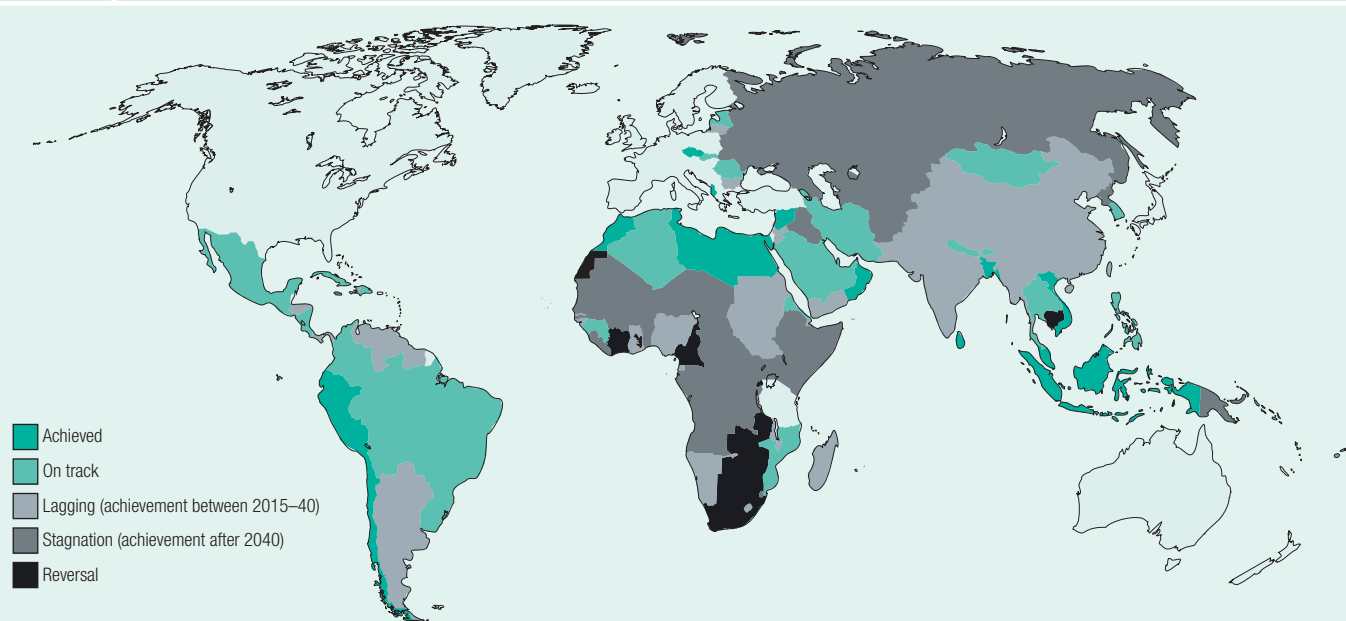 Achieved
On track
Lagging (achievement between 2015–40)
Stagnation (achievement after 2040)
Reversal